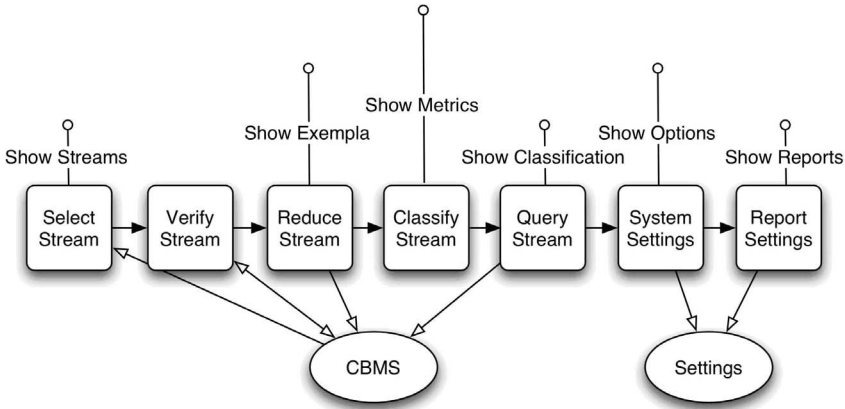 Show Metrics
Show Exempla
Show Options
Show Streams
Show Classification
Show Reports
Select
Stream
Verify
Stream
Reduce
Stream
Classify
Stream
Query
Stream
System
Settings
Report
Settings
CBMS
Settings